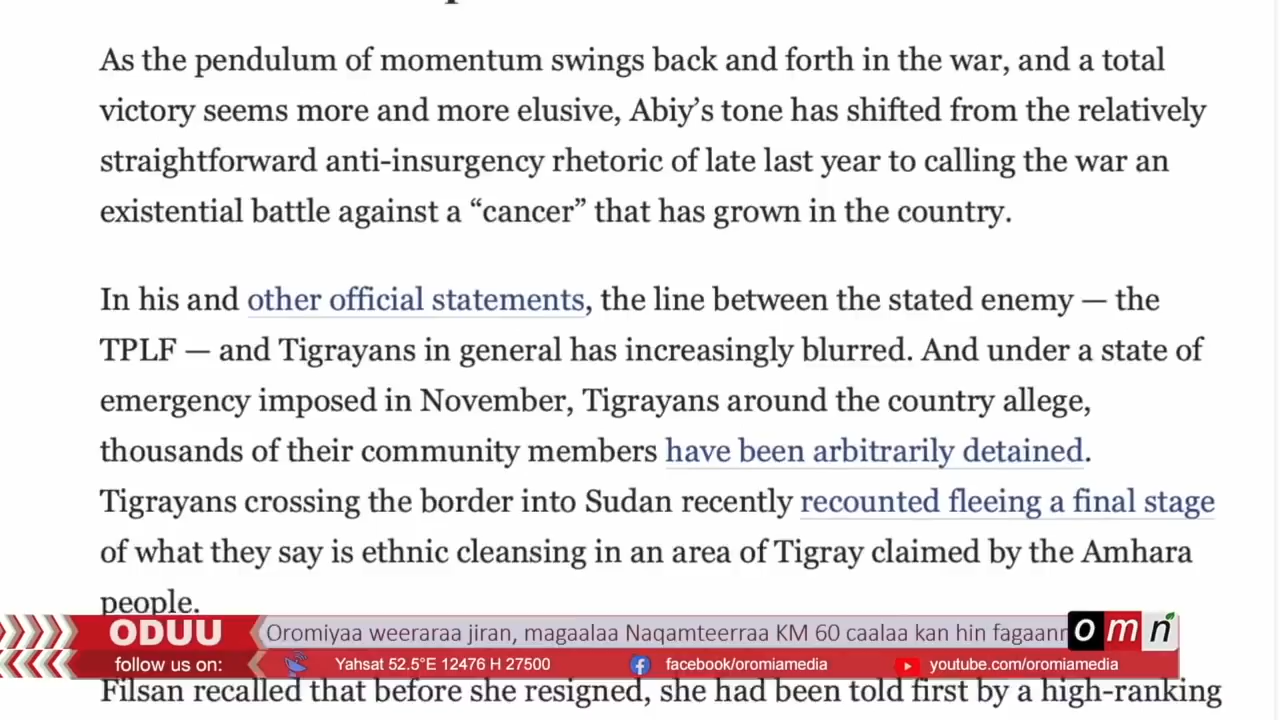 As the pendulum of momentum swings back and forth in the war, and a total
victory seems more and more elusive, Abiy’s tone has shifted from the relatively
straightforward anti-insurgency rhetoric of late last year to calling the war an
existential battle against a “cancer” that has grown in the country.
In his and other official statements, the line between the stated enemy — the
TPLF — and Tigrayans in general has increasingly blurred. And under a state of
emergency imposed in November, Tigrayans around the country allege,
thousands of their community members have been arbitrarily detained.
Tigrayans crossing the border into Sudan recently recounted fleeing a final stage
of what they say is ethnic cleansing in an area of Tigray claimed by the Amhara
people.
ODUU
Oromiyaa weeraraa jiran, magaalaa Naqamteerraa KM 60 caalaa kan hin fagaann
omn
follow us on:
Yahsat 52.5°E 12476 H 27500
facebook/oromiamedia
youtube.com/oromiamedia
Filsan recalled that before she resigned, she had been told first by a high-ranking